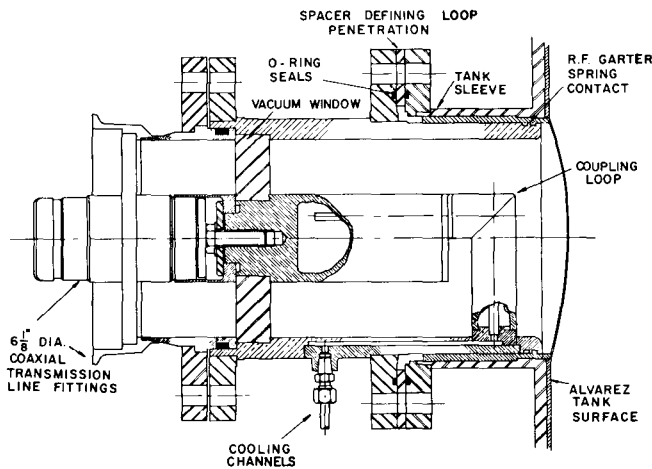 SPACER DEFINING LOOP
PENETRATION
O-RING
SEALS
TANK
SLEEVE
R.F. GARTER
SPRING
CONTACT
VACUUM WINDOW
COUPLING
LOOP
6 1/8" DIA.
COAXIAL
TRANSMISSION
LINE FITTINGS
COOLING
CHANNELS
ALVAREZ
TANK
SURFACE